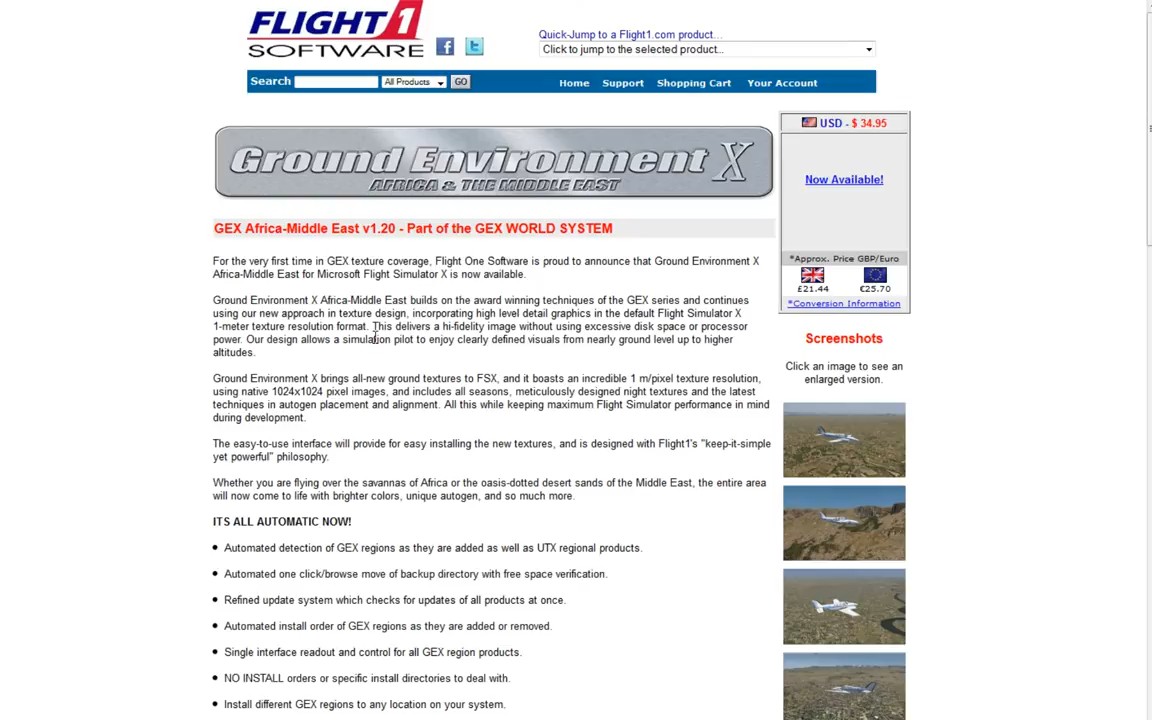 FLIGHT1
SOFTWARE
f
t
Quick-Jump to a Flight1.com product...
Click to jump to the selected product...
Search
All Products
GO
Home
Support
Shopping Cart
Your Account
Ground Environment X
AFRICA & THE MIDDLE EAST
USD - $ 34.95
Now Available!
*Approx. Price GBP/Euro
£21.44
€25.70
*Conversion Information
GEX Africa-Middle East v1.20 - Part of the GEX WORLD SYSTEM
For the very first time in GEX texture coverage, Flight One Software is proud to announce that Ground Environment X
Africa-Middle East for Microsoft Flight Simulator X is now available.
Ground Environment X Africa-Middle East builds on the award winning techniques of the GEX series and continues
using our new approach in texture design, incorporating high level detail graphics in the default Flight Simulator X
1-meter texture resolution format. This delivers a hi-fidelity image without using excessive disk space or processor
power. Our design allows a simulation pilot to enjoy clearly defined visuals from nearly ground level up to higher
altitudes.
Ground Environment X brings all-new ground textures to FSX, and it boasts an incredible 1 m/pixel texture resolution,
using native 1024x1024 pixel images, and includes all seasons, meticulously designed night textures and the latest
techniques in autogen placement and alignment. All this while keeping maximum Flight Simulator performance in mind
during development.
The easy-to-use interface will provide for easy installing the new textures, and is designed with Flight1's "keep-it-simple
yet powerful" philosophy.
Whether you are flying over the savannas of Africa or the oasis-dotted desert sands of the Middle East, the entire area
will now come to life with brighter colors, unique autogen, and so much more.
ITS ALL AUTOMATIC NOW!
• Automated detection of GEX regions as they are added as well as UTX regional products.
• Automated one click/browse move of backup directory with free space verification.
• Refined update system which checks for updates of all products at once.
• Automated install order of GEX regions as they are added or removed.
• Single interface readout and control for all GEX region products.
• NO INSTALL orders or specific install directories to deal with.
• Install different GEX regions to any location on your system.
Screenshots
Click an image to see an
enlarged version.